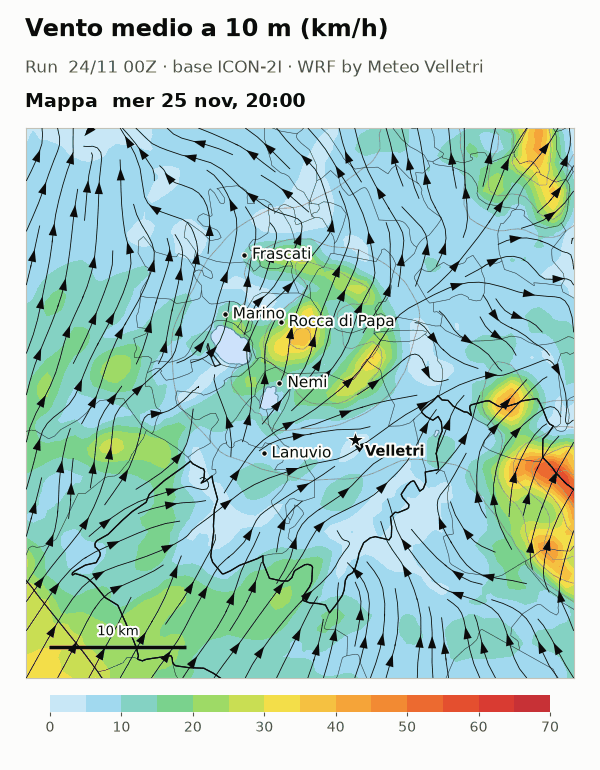 Vento medio a 10 m (km/h)
Run  24/11 00Z · base ICON-2I · WRF by Meteo Velletri
Mappa  mer 25 nov, 20:00
Frascati
Marino
Rocca di Papa
Nemi
Lanuvio
Velletri
10 km
0 10 20 30 40 50 60 70